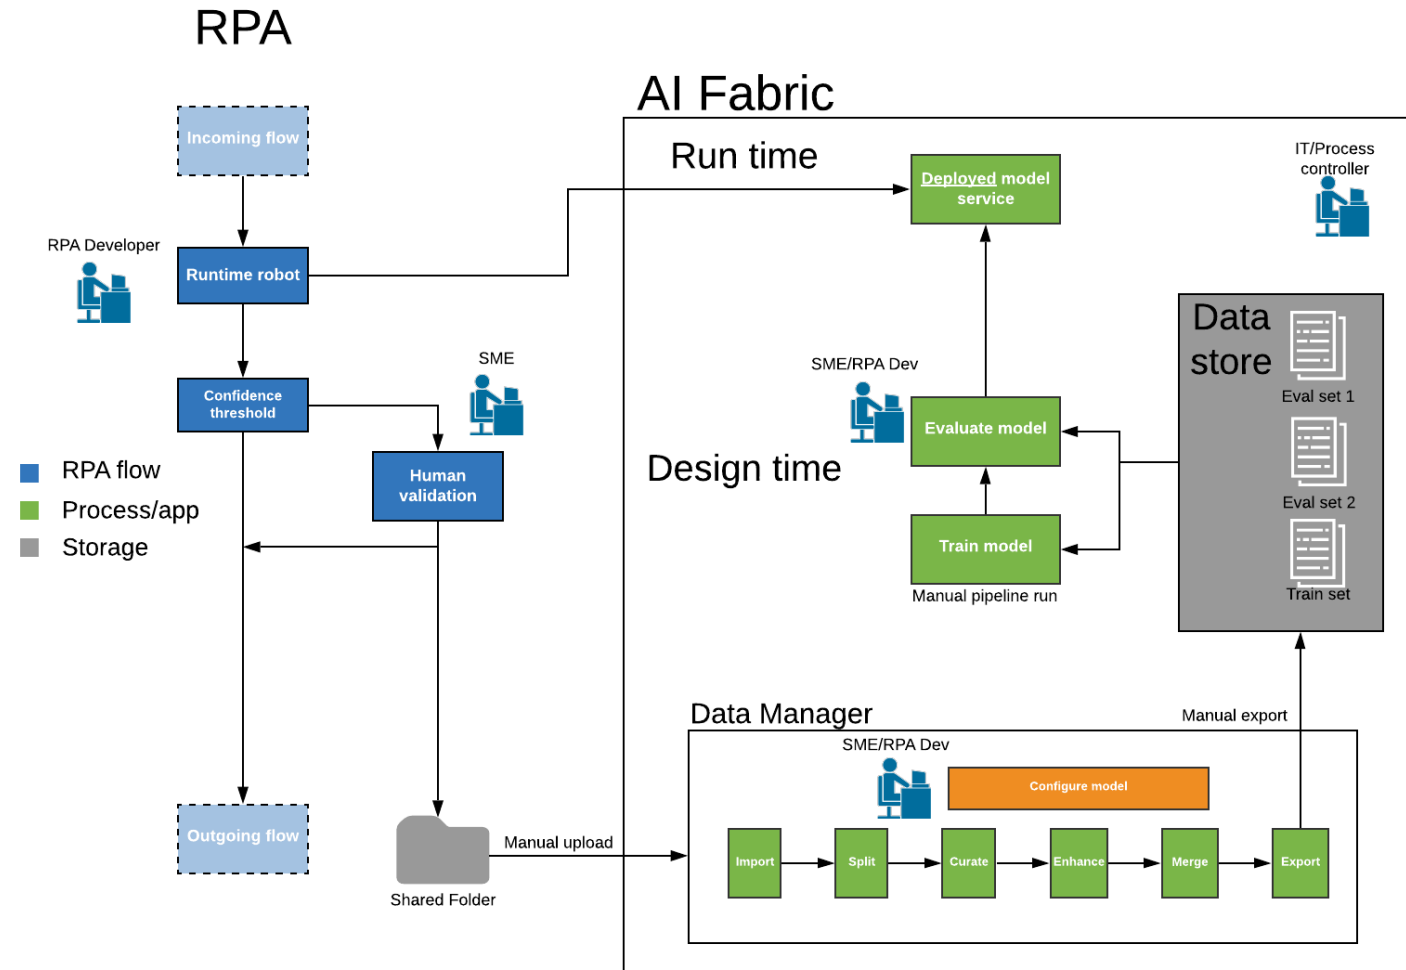 RPA
AI Fabric
Incoming flow
Run time
Deployed model
service
IT/Process
controller
RPA Developer
Runtime robot
Data
store
SME
SME/RPA Dev
Confidence
threshold
Eval set 1
Evaluate model
Design time
Human
validation
RPA flow
Process/app
Storage
Eval set 2
Train model
Manual pipeline run
Train set
Data Manager
Manual export
SME/RPA Dev
Configure model
Outgoing flow
Manual upload
Import
Split
Curate
Enhance
Merge
Export
Shared Folder